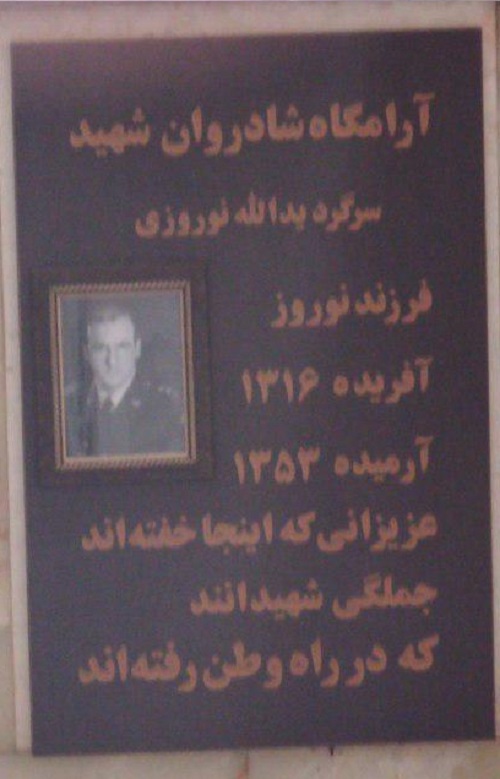 آرامگاه شادروان شهید
سرگرد یدالله نوروزی
فرزند نوروز
آفریده ۱۳۱۶
آرمیده ۱۳۵۳
عزیزانی که اینجا خفته‌اند
جملگی شهیدانند
که در راه وطن رفته‌اند